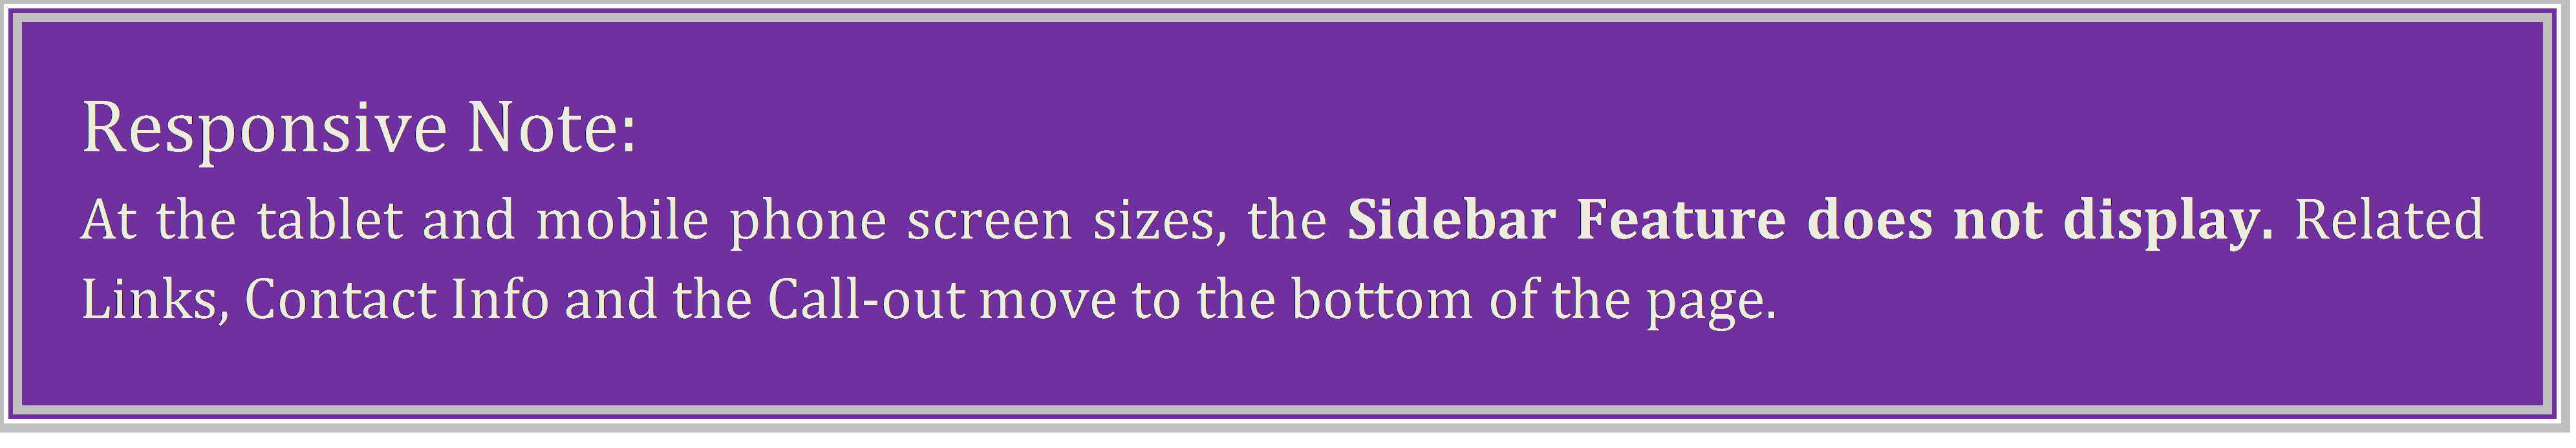 Responsive Note:
At the tablet and mobile phone screen sizes, the Sidebar Feature does not display. Related
Links, Contact Info and the Call-out move to the bottom of the page.